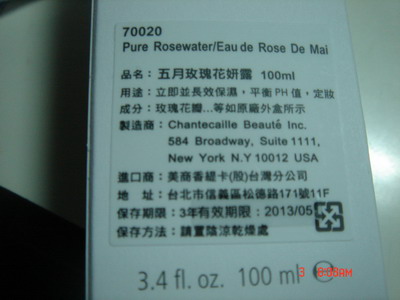 70020
Pure Rosewater/Eau de Rose De Mai
品名：五月玫瑰花妍露 100ml
用途：立即並長效保濕，平衡PH值，定妝
成分：玫瑰花瓣...等如原廠外盒所示
製造商：Chantecaille Beauté Inc.
584 Broadway, Suite 1111,
New York N.Y 10012 USA
進口商：美商香緹卡(股)台灣分公司
地　址：台北市信義區松德路171號11F
保存期限：3年有效期限：2013/05
保存方法：請置陰涼乾燥處
3.4 fl. oz. 100 ml e